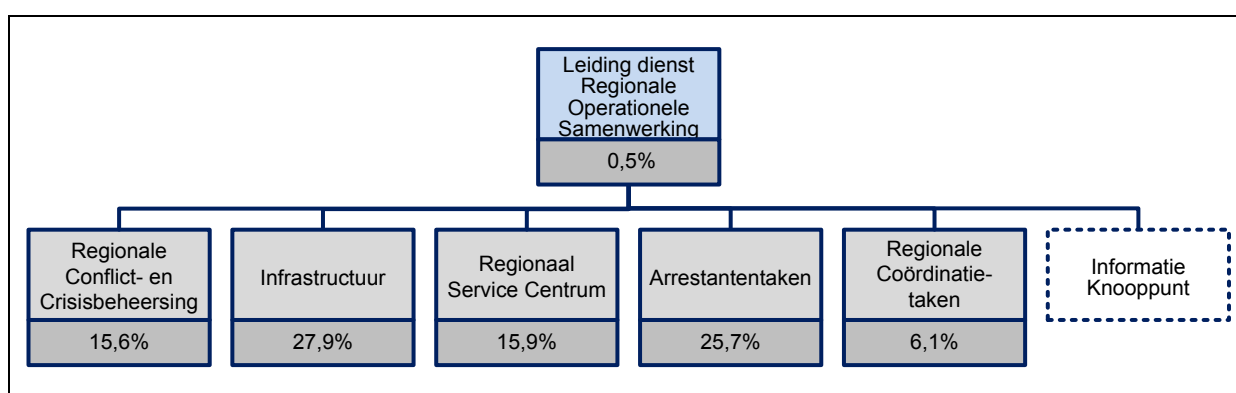 Leiding dienst
Regionale
Operationele
Samenwerking
0,5%
Regionale
Conflict- en
Crisisbeheersing
15,6%
Infrastructuur
27,9%
Regionaal
Service Centrum
15,9%
Arrestantentaken
25,7%
Regionale
Coördinatie-
taken
6,1%
Informatie
Knooppunt